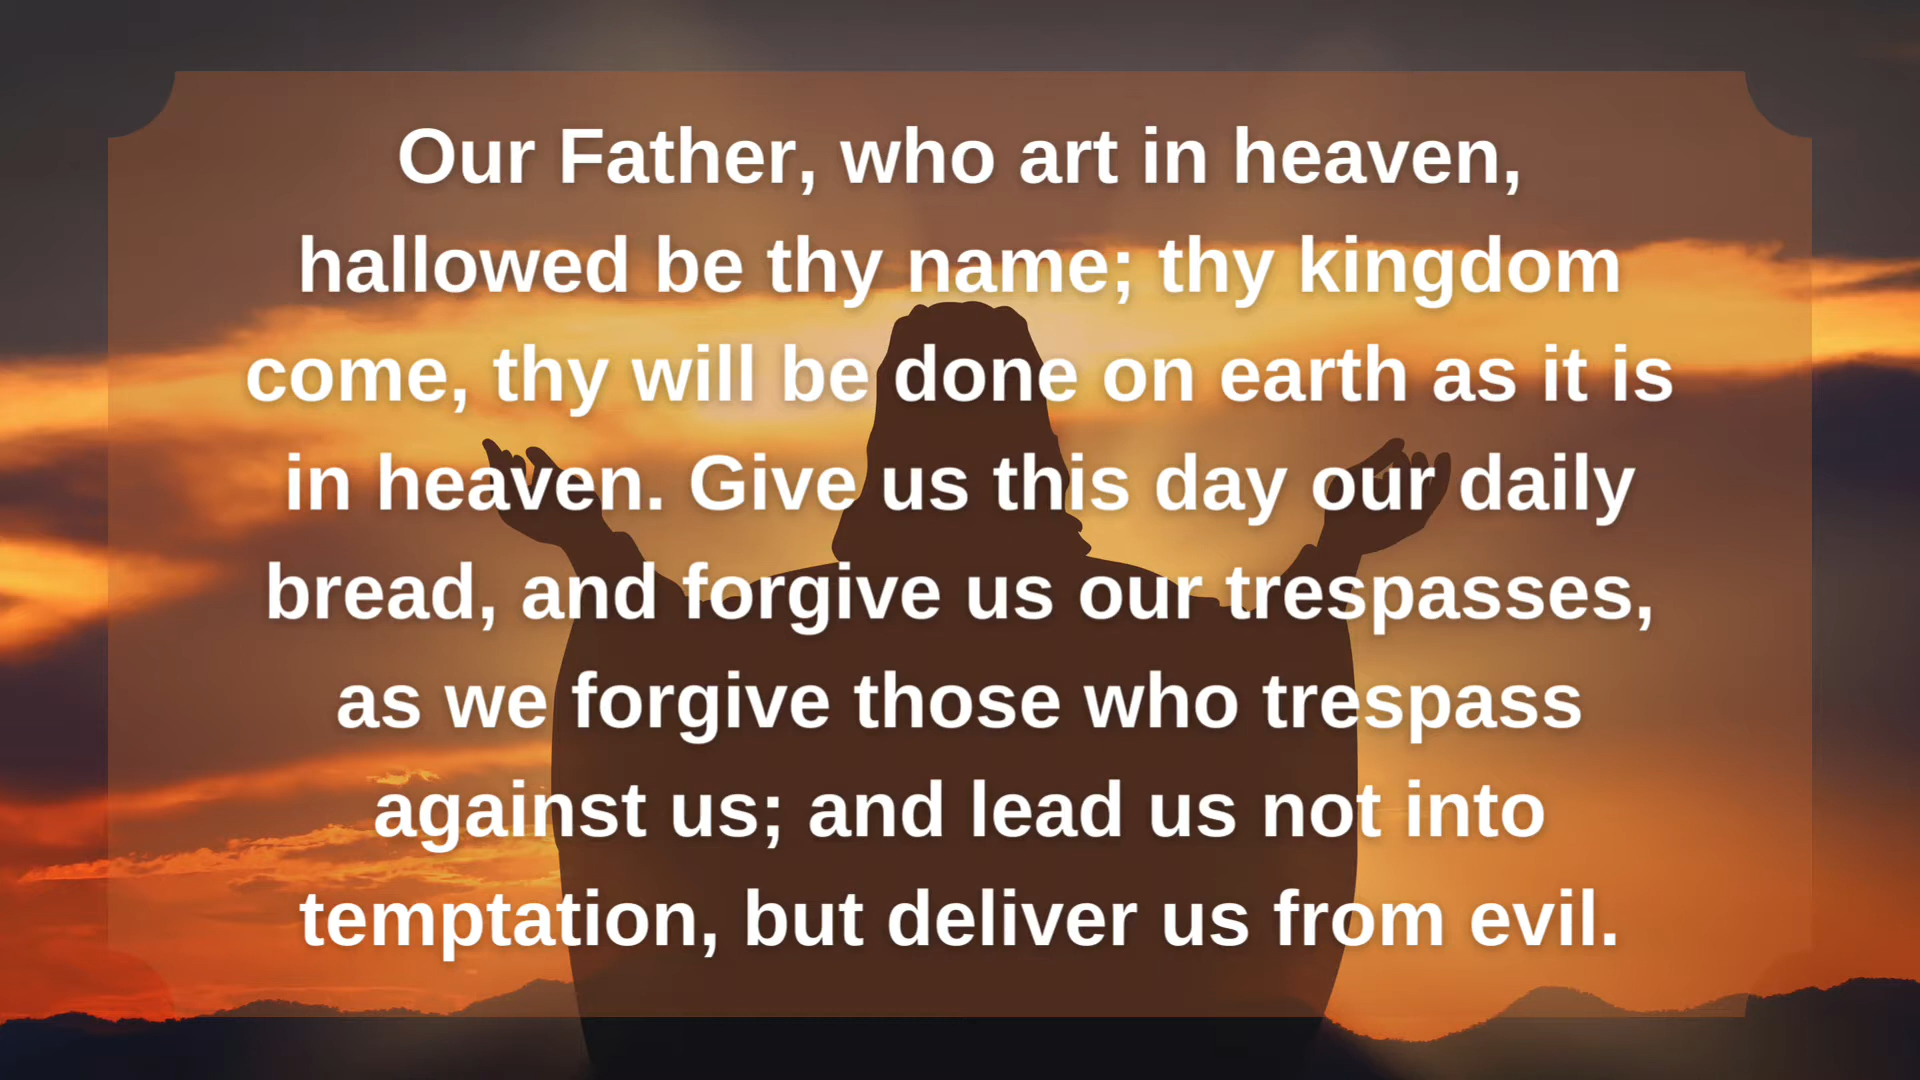 Our Father, who art in heaven,
hallowed be thy name; thy kingdom
come, thy will be done on earth as it is
in heaven. Give us this day our daily
bread, and forgive us our trespasses,
as we forgive those who trespass
against us; and lead us not into
temptation, but deliver us from evil.